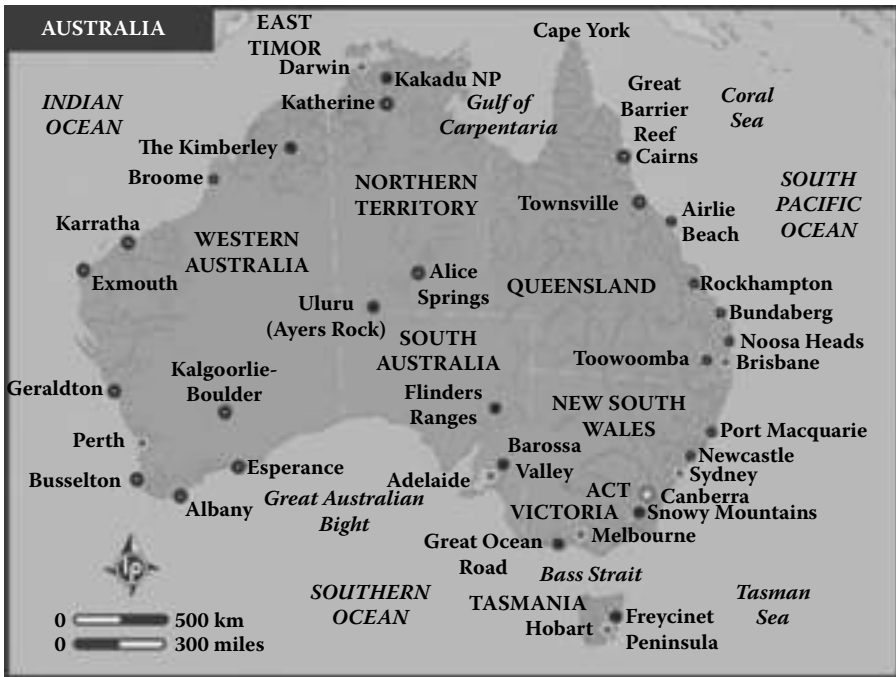 AUSTRALIA
EAST
TIMOR
Darwin
Cape York
Kakadu NP
Katherine
Gulf of
Carpentaria
Great
Barrier
Reef
Coral
Sea
INDIAN
OCEAN
The Kimberley
Broome
Cairns
NORTHERN
TERRITORY
Townsville
Airlie
Beach
SOUTH
PACIFIC
OCEAN
Karratha
WESTERN
AUSTRALIA
Exmouth
Alice
Springs
QUEENSLAND
Rockhampton
Uluru
(Ayers Rock)
Bundaberg
SOUTH
AUSTRALIA
Noosa Heads
Toowoomba
Brisbane
Geraldton
Kalgoorlie-
Boulder
Flinders
Ranges
NEW SOUTH
WALES
Port Macquarie
Perth
Newcastle
Busselton
Esperance
Adelaide
Barossa
Valley
Sydney
Albany
Great Australian
Bight
ACT
Canberra
VICTORIA
Snowy Mountains
Melbourne
Great Ocean
Road
Bass Strait
lp
SOUTHERN
OCEAN
TASMANIA
Hobart
Freycinet
Peninsula
Tasman
Sea
0 500 km
0 300 miles